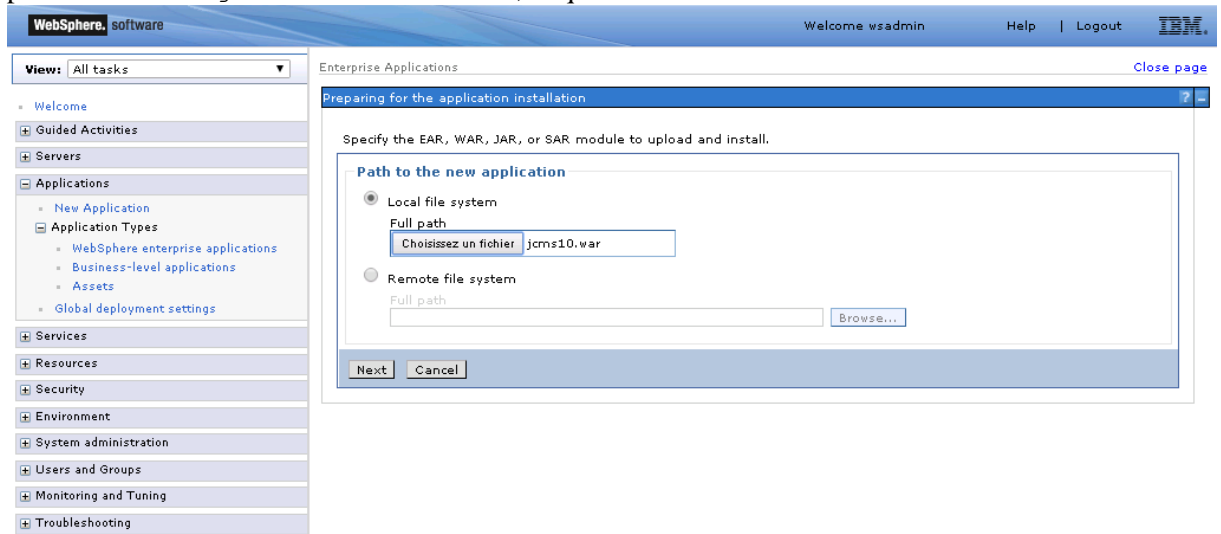 WebSphere. software Welcome wsadmin Help | Logout IBM.
View: All tasks
Enterprise Applications Close page
Welcome
Guided Activities
Servers
Applications
New Application
Application Types
WebSphere enterprise applications
Business-level applications
Assets
Global deployment settings
Services
Resources
Security
Environment
System administration
Users and Groups
Monitoring and Tuning
Troubleshooting
Preparing for the application installation ? –
Specify the EAR, WAR, JAR, or SAR module to upload and install.
Path to the new application
Local file system
Full path
Choisissez un fichier jcms10.war
Remote file system
Full path
Browse...
Next Cancel